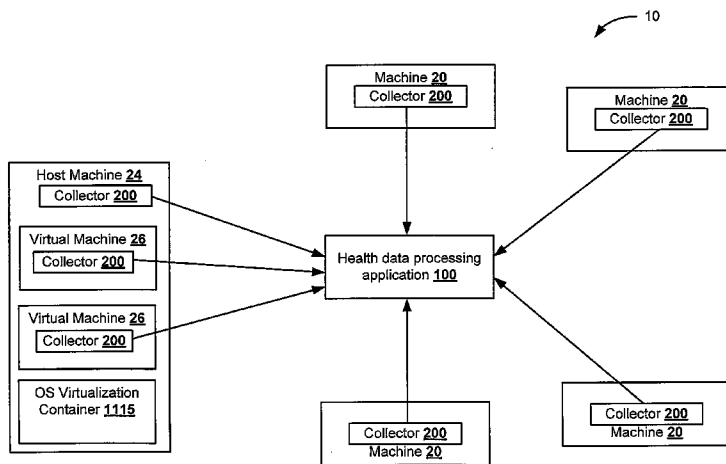 10
Machine 20
Collector 200
Machine 20
Collector 200
Host Machine 24
Collector 200
Virtual Machine 26
Collector 200
Virtual Machine 26
Collector 200
OS Virtualization
Container 1115
Health data processing
application 100
Collector 200
Machine 20
Collector 200
Machine 20